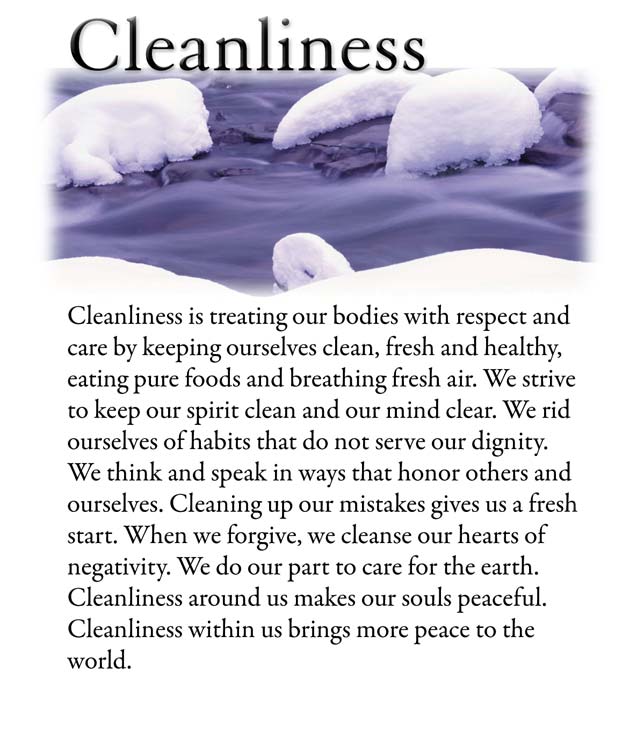 Cleanliness
Cleanliness is treating our bodies with respect and
care by keeping ourselves clean, fresh and healthy,
eating pure foods and breathing fresh air. We strive
to keep our spirit clean and our mind clear. We rid
ourselves of habits that do not serve our dignity.
We think and speak in ways that honor others and
ourselves. Cleaning up our mistakes gives us a fresh
start. When we forgive, we cleanse our hearts of
negativity. We do our part to care for the earth.
Cleanliness around us makes our souls peaceful.
Cleanliness within us brings more peace to the
world.